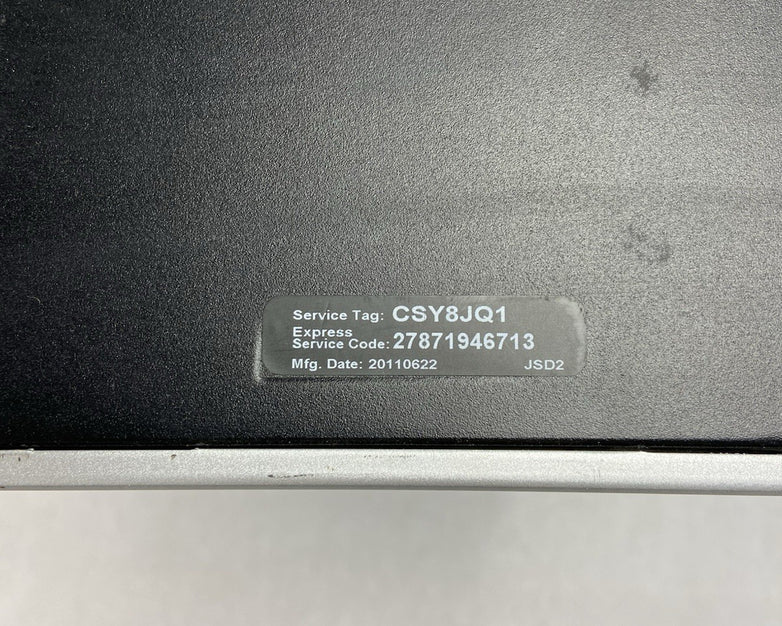 Service Tag: CSY8JQ1
Express
Service Code: 27871946713
Mfg. Date: 20110622 JSD2